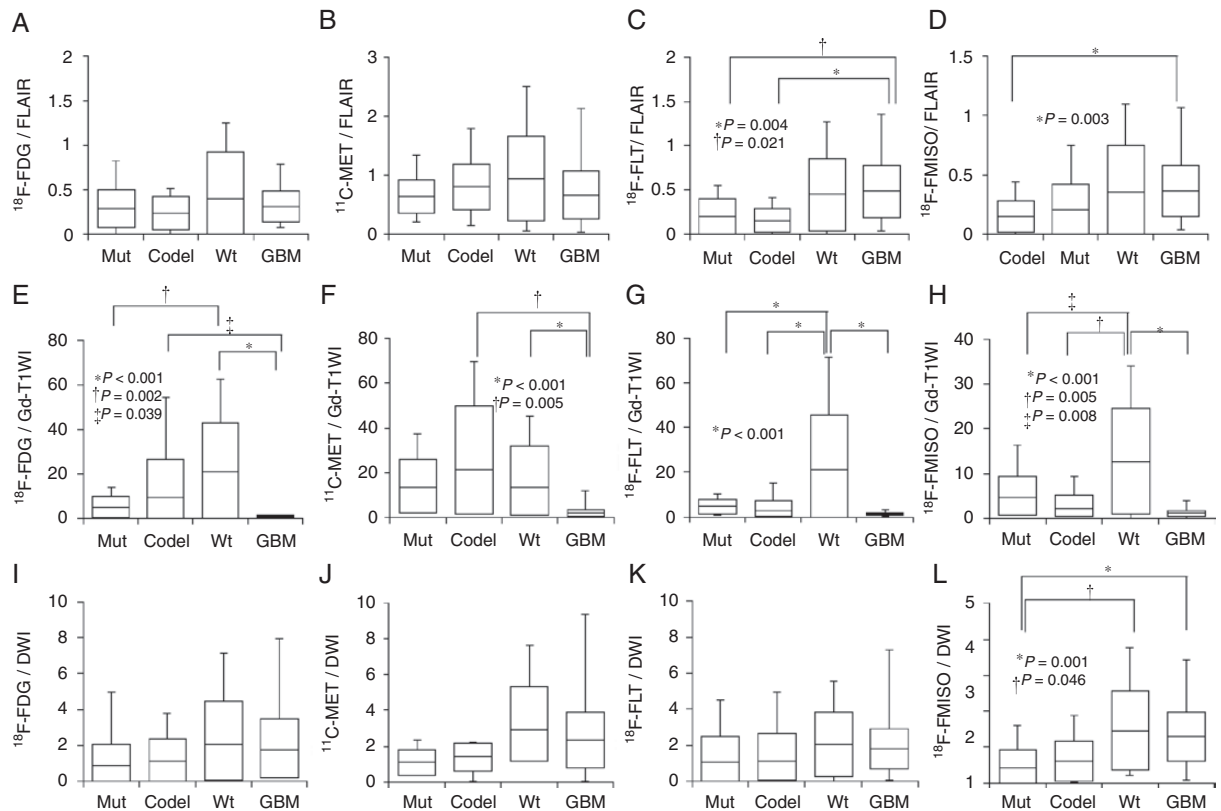 A
¹⁸F-FDG / FLAIR
2
1.5
1
0.5
0
Mut Codel Wt GBM
B
¹¹C-MET / FLAIR
3
2
1
0
Mut Codel Wt GBM
C
¹⁸F-FLT/ FLAIR
2
1.5
1
0.5
0
†
*
*P = 0.004
†P = 0.021
Mut Codel Wt GBM
D
¹⁸F-FMISO/ FLAIR
2
1.5
1
0.5
0
*
*P = 0.003
Codel Mut Wt GBM
E
¹⁸F-FDG / Gd-T1WI
80
60
40
20
0
†
‡
*
*P < 0.001
†P = 0.002
‡P = 0.039
Mut Codel Wt GBM
F
¹¹C-MET / Gd-T1WI
80
60
40
20
0
†
*
*P < 0.001
†P = 0.005
Mut Codel Wt GBM
G
¹⁸F-FLT / Gd-T1WI
80
60
40
20
0
*
* *
*P < 0.001
Mut Codel Wt GBM
H
¹⁸F-FMISO / Gd-T1WI
40
30
20
10
0
‡
† *
*P < 0.001
†P = 0.005
‡P = 0.008
Mut Codel Wt GBM
I
¹⁸F-FDG / DWI
10
8
6
4
2
0
Mut Codel Wt GBM
J
¹¹C-MET / DWI
10
8
6
4
2
0
Mut Codel Wt GBM
K
¹⁸F-FLT / DWI
10
8
6
4
2
0
Mut Codel Wt GBM
L
¹⁸F-FMISO / DWI
5
4
3
2
2
1
*
†
*P = 0.001
†P = 0.046
Mut Codel Wt GBM